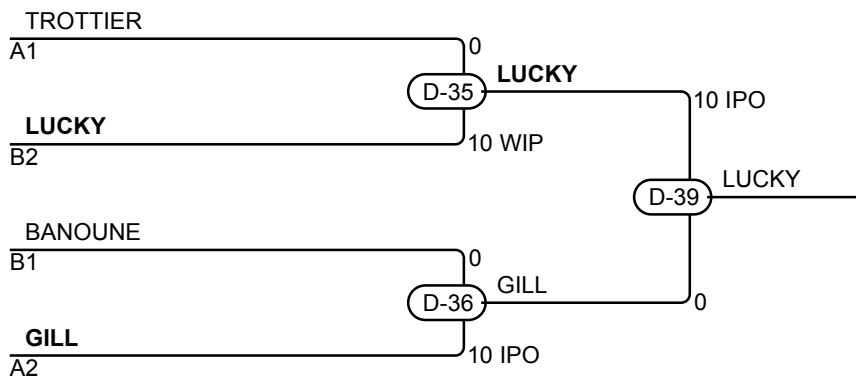 TROTTIER
A1
0
D-35
LUCKY
10 IPO
LUCKY
B2
10 WIP
D-39
LUCKY
BANOUNE
B1
0
D-36
GILL
0
GILL
A2
10 IPO